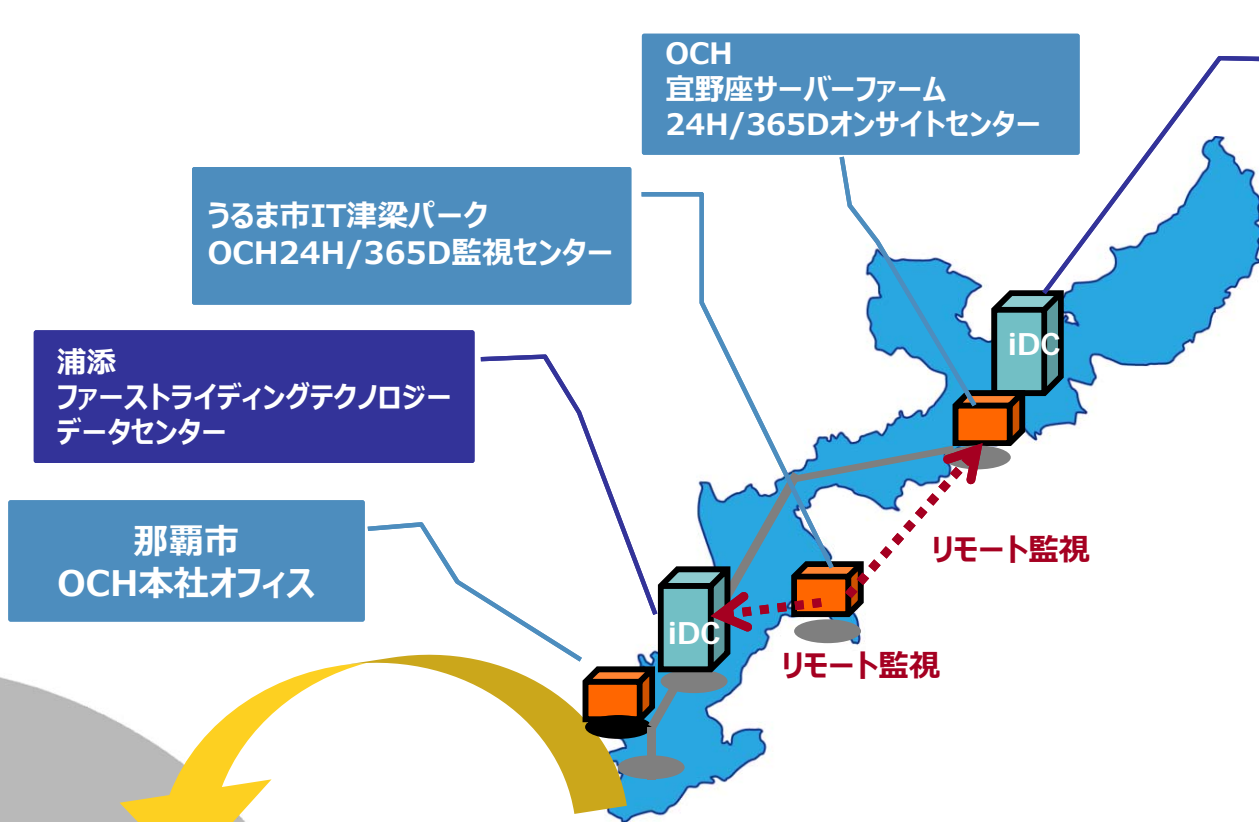 OCH
宜野座サーバーファーム
24H/365Dオンサイトセンター
うるま市IT津梁パーク
OCH24H/365D監視センター
浦添
ファーストライディングテクノロジー
データセンター
那覇市
OCH本社オフィス
iDC
リモート監視
iDC
リモート監視